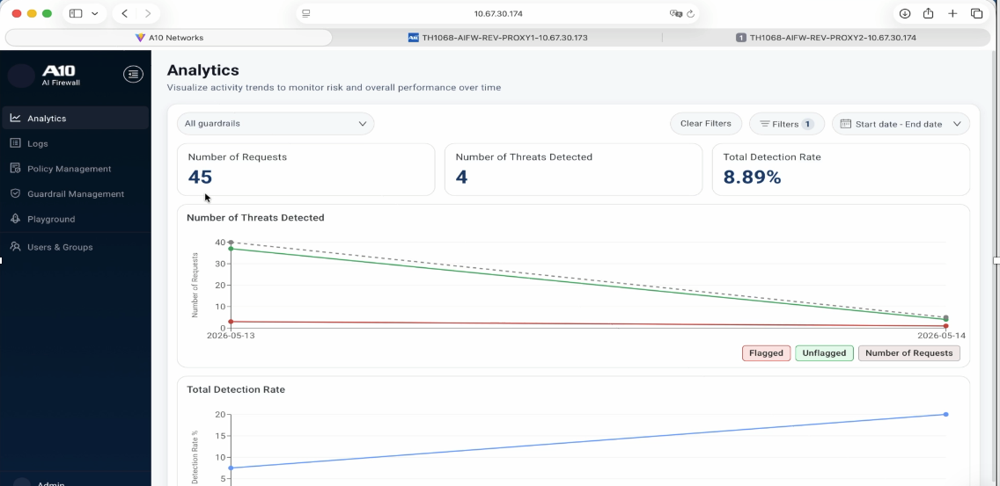 10.67.30.174
A10 Networks
TH1068-AIFW-REV-PROXY1-10.67.30.173
1 TH1068-AIFW-REV-PROXY2-10.67.30.174
A10
AI Firewall
Analytics
Logs
Policy Management
Guardrail Management
Playground
Users & Groups
Admin
Analytics
Visualize activity trends to monitor risk and overall performance over time
All guardrails
Clear Filters
Filters 1
Start date - End date
Number of Requests
45
Number of Threats Detected
4
Total Detection Rate
8.89%
Number of Threats Detected
Number of Requests
40
30
20
10
0
2026-05-13
2026-05-14
Flagged
Unflagged
Number of Requests
Total Detection Rate
Detection Rate %
20
15
10
5